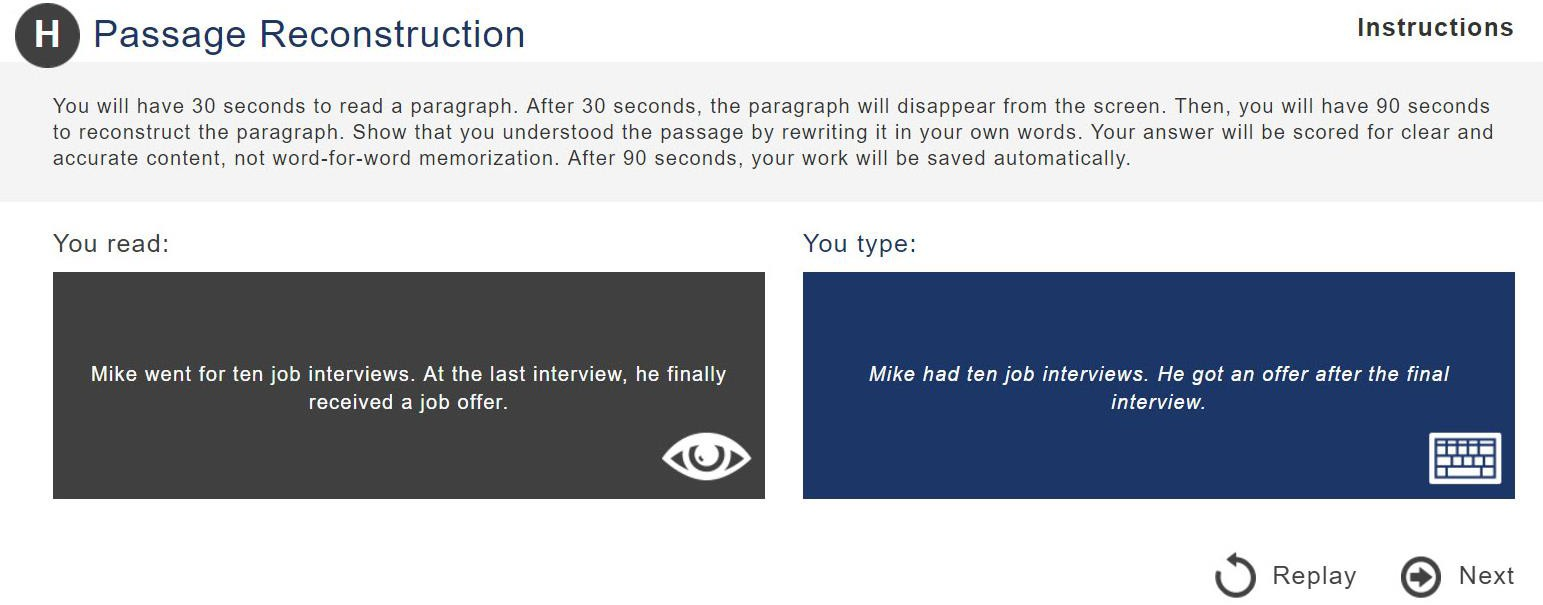 H Passage Reconstruction
Instructions
You will have 30 seconds to read a paragraph. After 30 seconds, the paragraph will disappear from the screen. Then, you will have 90 seconds
to reconstruct the paragraph. Show that you understood the passage by rewriting it in your own words. Your answer will be scored for clear and
accurate content, not word-for-word memorization. After 90 seconds, your work will be saved automatically.
You read:
Mike went for ten job interviews. At the last interview, he finally
received a job offer.
You type:
Mike had ten job interviews. He got an offer after the final
interview.
Replay
Next